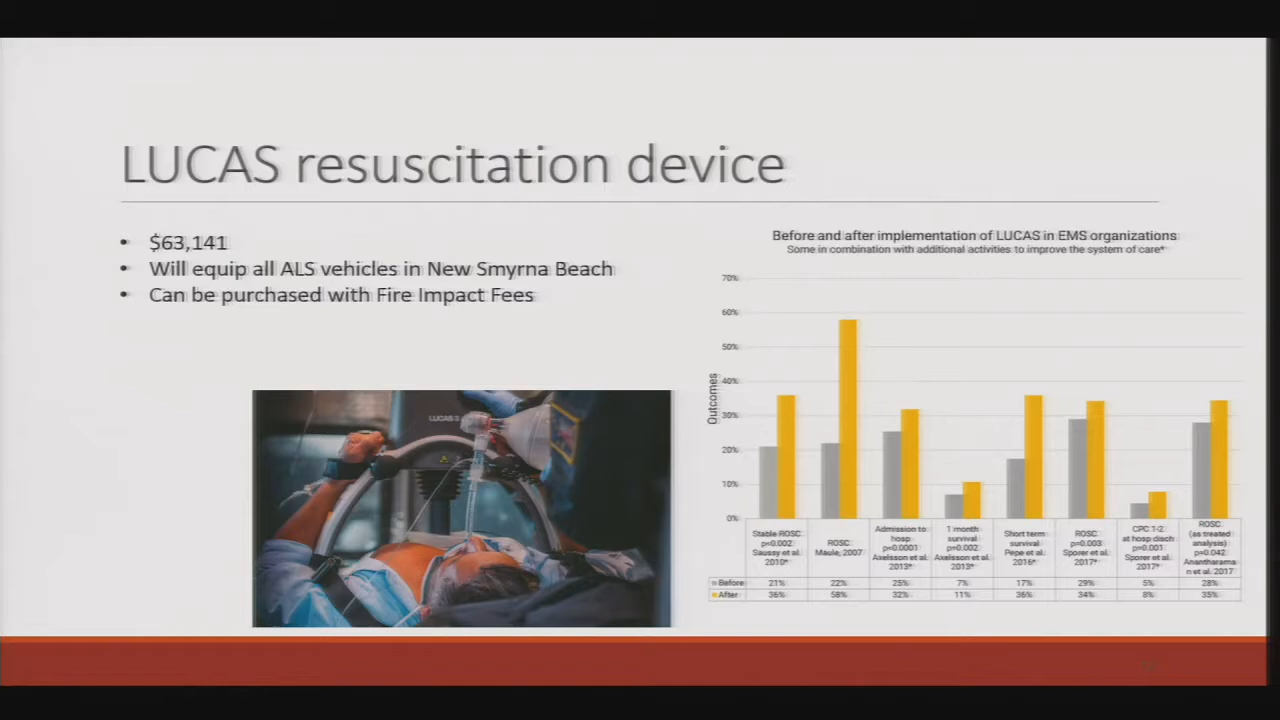 LUCAS resuscitation device
• $63,141
• Will equip all ALS vehicles in New Smyrna Beach
• Can be purchased with Fire Impact Fees
LUCAS 3
Before and after implementation of LUCAS in EMS organizations
Some in combination with additional activities to improve the system of care*
Outcomes
70%
60%
50%
40%
30%
20%
10%
0%
Stable ROSC
p<0.002
Saussy et al.
2010*
ROSC
Maule, 2007
Admission to
hosp
p<0.0001
Axelsson et al.
2013*
1 month
survival
p=0.002
Axelsson et al.
2013*
Short term
survival
Pepe et al.
2016*
ROSC
p=0.003
Sporer et al.
2017*
CPC 1-2
at hosp disch
p=0.001
Sporer et al.
2017*
ROSC
(as treated
analysis)
p=0.042
Anantharama
n et al. 2017
Before 21% 22% 25% 7% 17% 29% 5% 28%
After 36% 58% 32% 11% 36% 34% 8% 35%